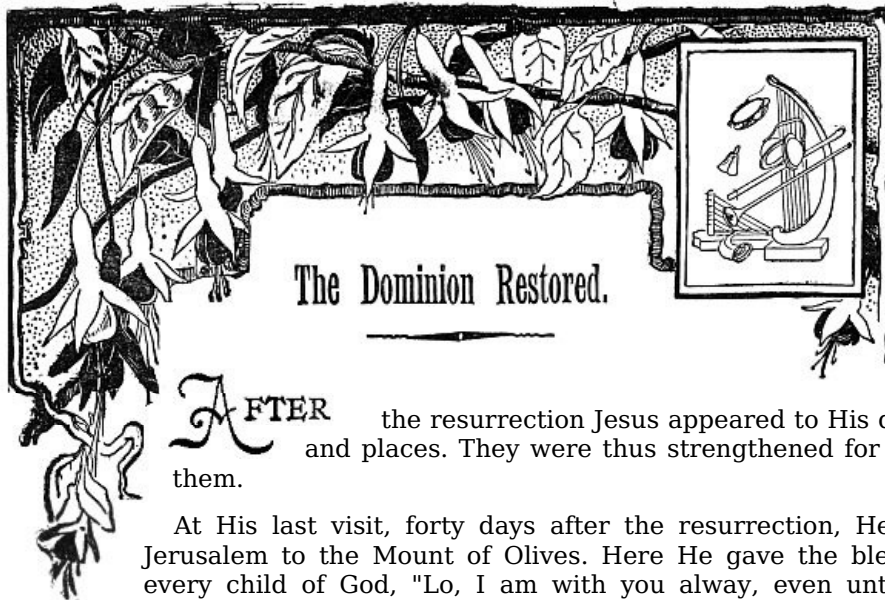 The Dominion Restored.
AFTER the resurrection Jesus appeared to His
and places. They were thus strengthened for
them.
At His last visit, forty days after the resurrection, He
Jerusalem to the Mount of Olives. Here He gave the
every child of God, "Lo, I am with you alway, even